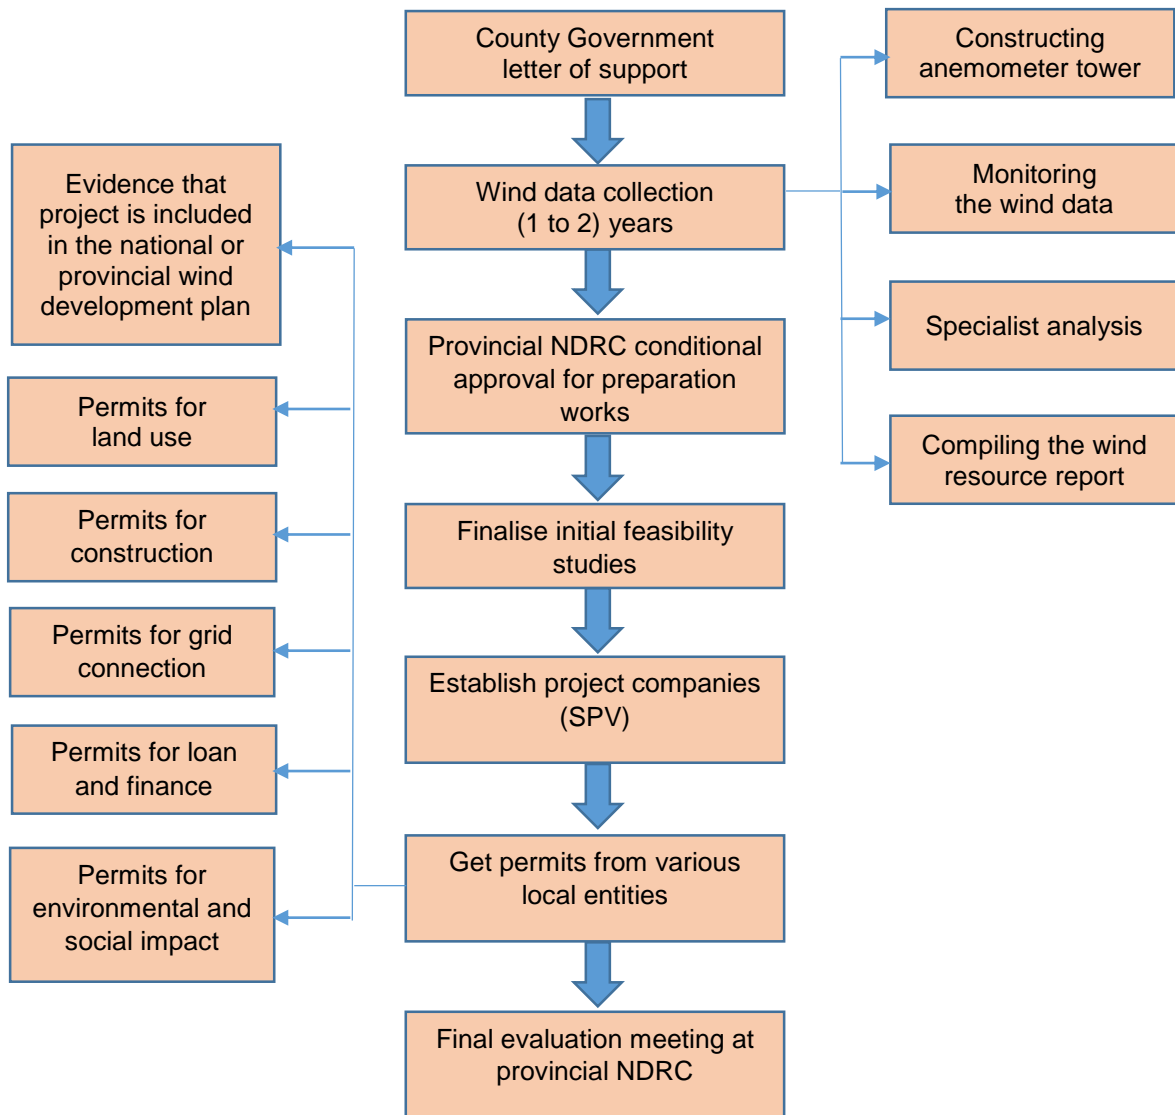 County Government
letter of support
Wind data collection
(1 to 2) years
Provincial NDRC conditional
approval for preparation
works
Finalise initial feasibility
studies
Establish project companies
(SPV)
Get permits from various
local entities
Final evaluation meeting at
provincial NDRC
Constructing
anemometer tower
Monitoring
the wind data
Specialist analysis
Compiling the wind
resource report
Evidence that
project is included
in the national or
provincial wind
development plan
Permits for
land use
Permits for
construction
Permits for grid
connection
Permits for loan
and finance
Permits for
environmental and
social impact